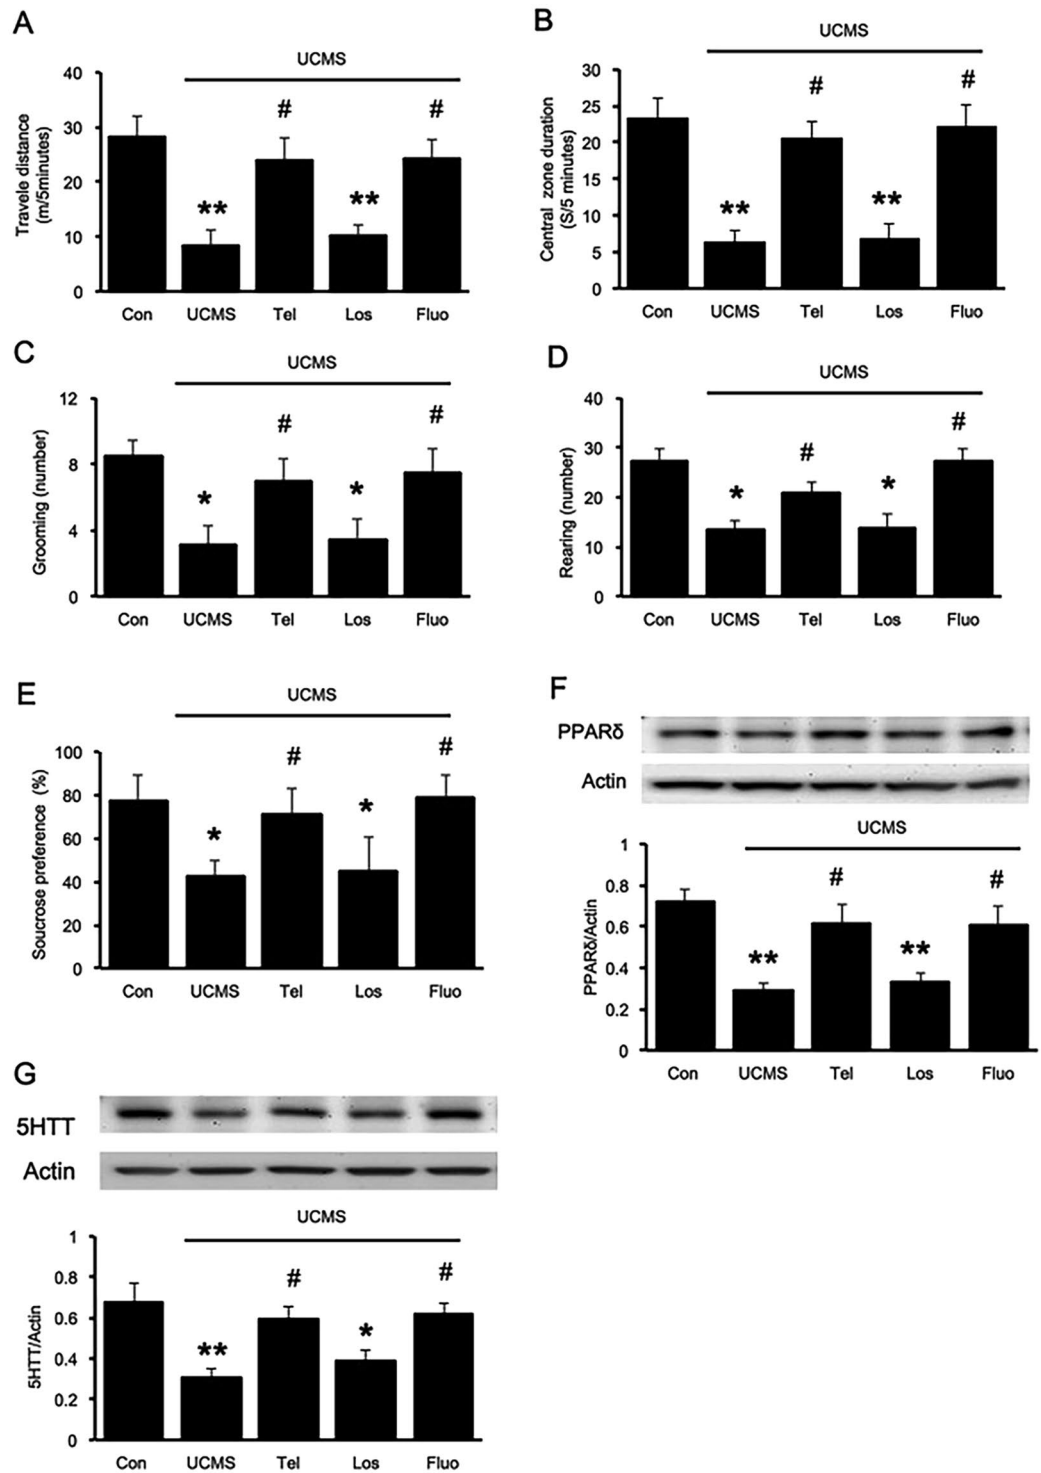 A
UCMS
Travele distance
(m/5minutes)
40
30
20
10
0
# 
**
**
#
Con UCMS Tel Los Fluo
B
UCMS
Central zone duration
(S/5 minutes)
30
25
20
15
10
5
0
#
#
**
**
Con UCMS Tel Los Fluo
C
UCMS
Grooming (number)
12
8
4
0
#
#
*
*
Con UCMS Tel Los Fluo
D
UCMS
Rearing (number)
40
30
20
10
0
#
#
*
*
Con UCMS Tel Los Fluo
E
UCMS
Soucrose preference (%)
100
80
60
40
20
0
#
#
*
*
Con UCMS Tel Los Fluo
F
PPARδ
Actin
UCMS
PPARδ/Actin
1
0.8
0.6
0.4
0.2
0
#
#
**
**
Con UCMS Tel Los Fluo
G
5HTT
Actin
UCMS
5HTT/Actin
1
0.8
0.6
0.4
0.2
0
#
#
**
*
Con UCMS Tel Los Fluo